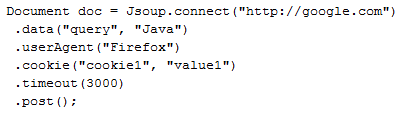 Document doc = Jsoup.connect("http://google.com")
.data("query", "Java")
.userAgent("Firefox")
.cookie("cookie1", "value1")
.timeout(3000)
.post();